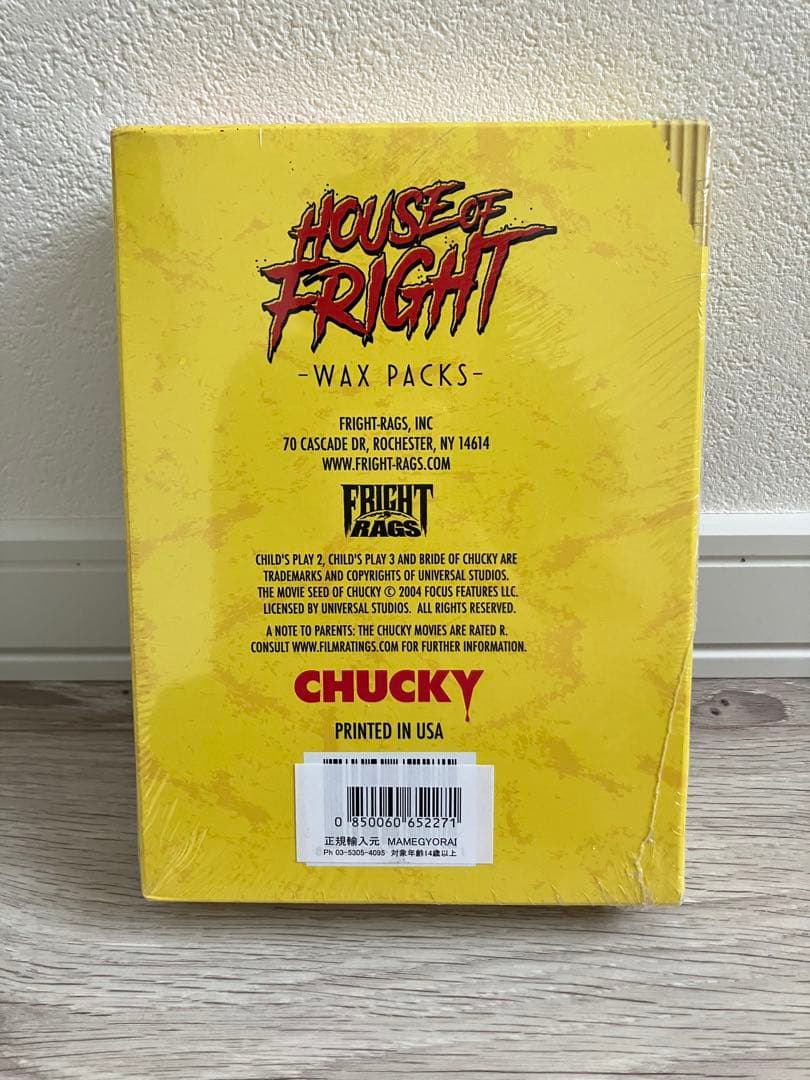 HOUSE OF
FRIGHT
-WAX PACKS-
FRIGHT-RAGS, INC
70 CASCADE DR, ROCHESTER, NY 14614
WWW.FRIGHT-RAGS.COM
FRIGHT
RAGS
CHILD'S PLAY 2, CHILD'S PLAY 3 AND BRIDE OF CHUCKY ARE
TRADEMARKS AND COPYRIGHTS OF UNIVERSAL STUDIOS.
THE MOVIE SEED OF CHUCKY © 2004 FOCUS FEATURES LLC.
LICENSED BY UNIVERSAL STUDIOS. ALL RIGHTS RESERVED.
A NOTE TO PARENTS: THE CHUCKY MOVIES ARE RATED R.
CONSULT WWW.FILMRATINGS.COM FOR FURTHER INFORMATION.
CHUCKY
PRINTED IN USA
0 850060 652271
正規輸入元 MAMEGYORAI
Ph 03-5305-4095 対象年齢14歳以上